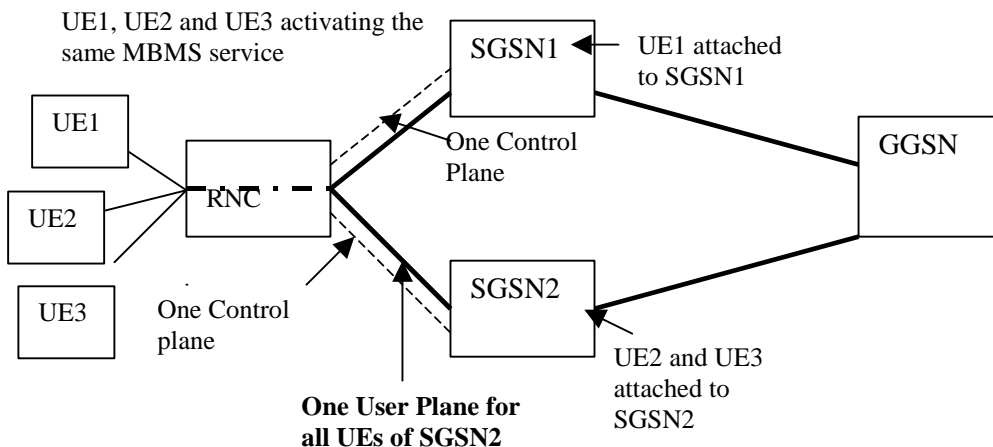 UE1, UE2 and UE3 activating the
same MBMS service
SGSN1
UE1 attached
to SGSN1
UE1
One Control
Plane
GGSN
RNC
UE2
UE3
One Control
plane
SGSN2
UE2 and UE3
attached to
SGSN2
One User Plane for
all UEs of SGSN2